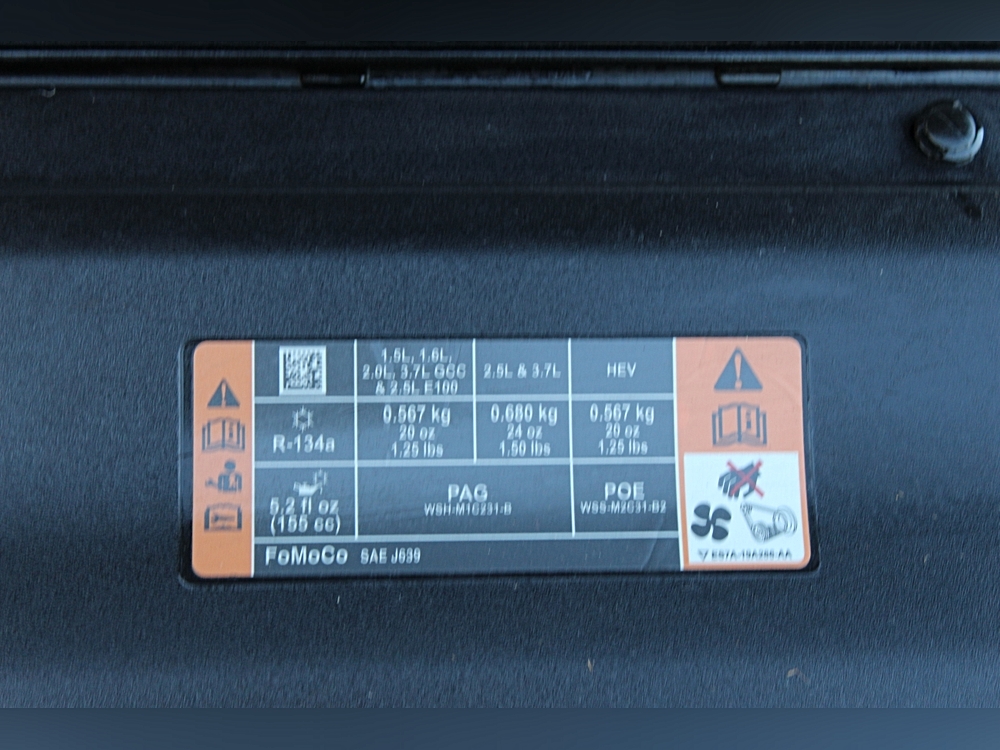 1.5L, 1.6L,
2.0L, 3.7L GCC
& 2.5L E100
2.5L & 3.7L
HEV
R-134a
0.567 kg
20 oz
1.25 lbs
0.680 kg
24 oz
1.50 lbs
0.567 kg
20 oz
1.25 lbs
5.2 fl oz
(155 cc)
PAG
WSH-M1C231-B
POE
WSS-M2C31-B2
FoMoCo SAE J639